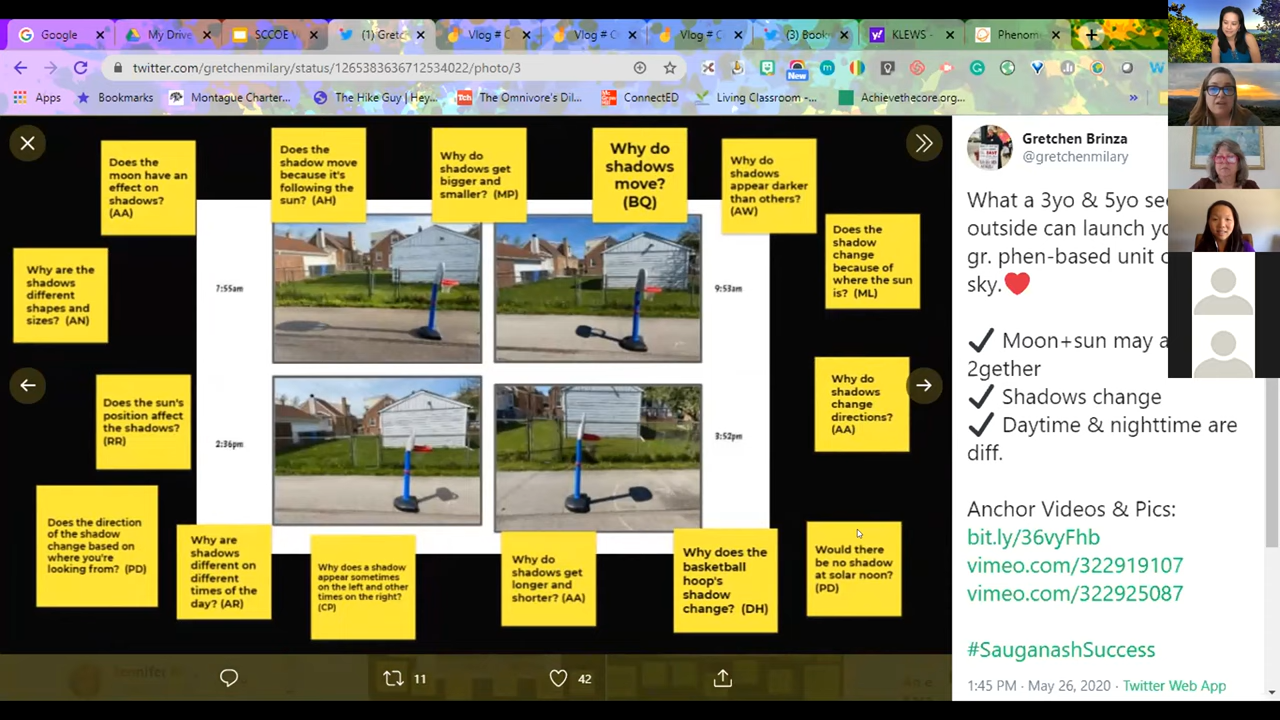 Google
My Drive
SCCOE
(1) Gretc
Vlog # C
Vlog # C
Vlog # C
(3) Book
KLEWS -
Phenom
twitter.com/gretchenmilary/status/1265383636712534022/photo/3
New
Apps
Bookmarks
Montague Charter...
The Hike Guy | Hey...
Tch
The Omnivore's Dil...
ConnectED
Living Classroom -...
Achievethecore.org...
Does the
moon have an
effect on
shadows?
(AA)
Does the
shadow move
because it's
following the
sun? (AH)
Why do
shadows get
bigger and
smaller? (MP)
Why do
shadows
move?
(BQ)
Why do
shadows
appear darker
than others?
(AW)
Does the
shadow
change
because of
where the sun
is? (ML)
Why are the
shadows
different
shapes and
sizes? (AN)
7:55am
9:53am
Does the sun's
position affect
the shadows?
(RR)
Why do
shadows
change
directions?
(AA)
2:36pm
3:52pm
Does the direction
of the shadow
change based on
where you're
looking from? (PD)
Why are
shadows
different on
different
times of the
day? (AR)
Why does a shadow
appear sometimes
on the left and other
times on the right?
(CP)
Why do
shadows get
longer and
shorter? (AA)
Why does the
basketball
hoop's
shadow
change? (DH)
Would there
be no shadow
at solar noon?
(PD)
11
42
Gretchen Brinza
@gretchenmilary
What a 3yo & 5yo see
outside can launch yo
gr. phen-based unit
sky.
Moon+sun may a
2gether
Shadows change
Daytime & nighttime are
diff.
Anchor Videos & Pics:
bit.ly/36vyFhb
vimeo.com/322919107
vimeo.com/322925087
#SauganashSuccess
1:45 PM · May 26, 2020 · Twitter Web App